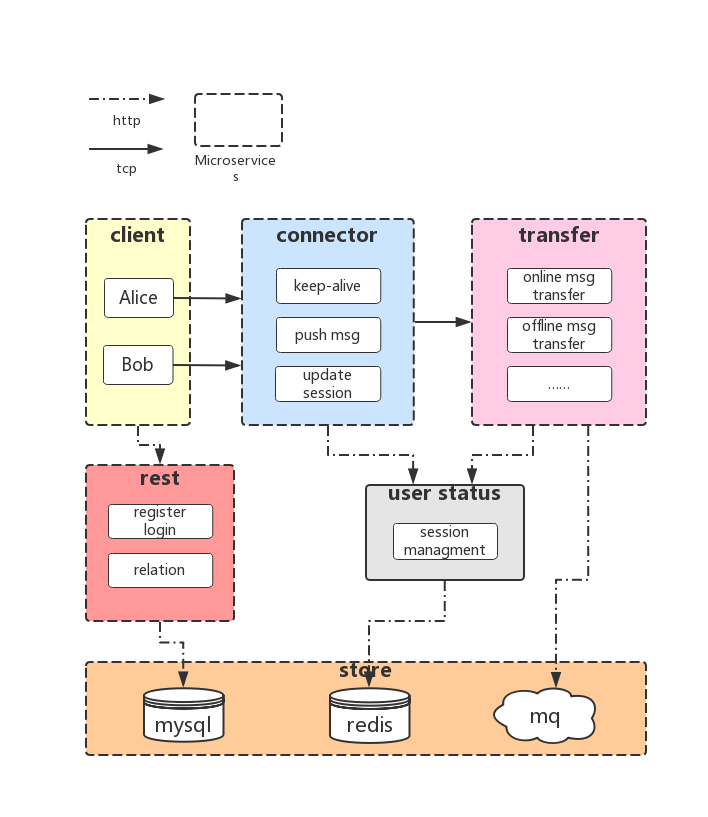 http
tcp
Microservice
s
client
Alice
Bob
connector
keep-alive
push msg
update
session
transfer
online msg
transfer
offline msg
transfer
......
rest
register
login
relation
user status
session
managment
store
mysql
redis
mq